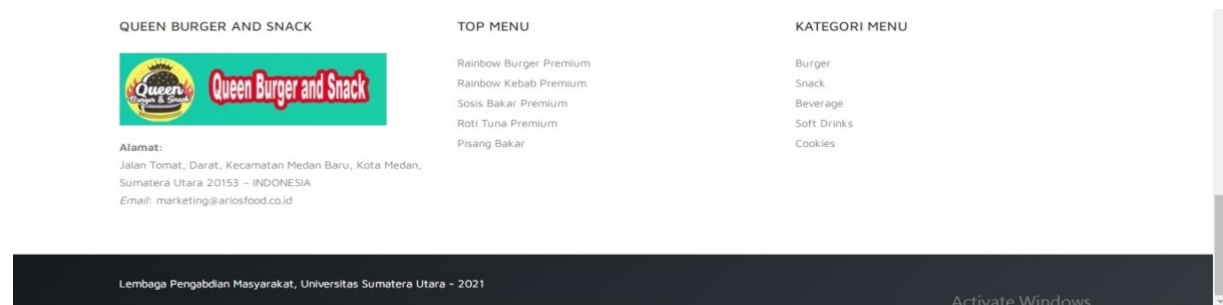 QUEEN BURGER AND SNACK
Queen
Burger & Snack
Queen Burger and Snack
Alamat:
Jalan Tomat, Darat, Kecamatan Medan Baru, Kota Medan,
Sumatera Utara 20153 – INDONESIA
Email: marketing@ariosfood.co.id
TOP MENU
Rainbow Burger Premium
Rainbow Kebab Premium
Sosis Bakar Premium
Roti Tuna Premium
Pisang Bakar
KATEGORI MENU
Burger
Snack
Beverage
Soft Drinks
Cookies
Lembaga Pengabdian Masyarakat, Universitas Sumatera Utara - 2021
Activate Windows